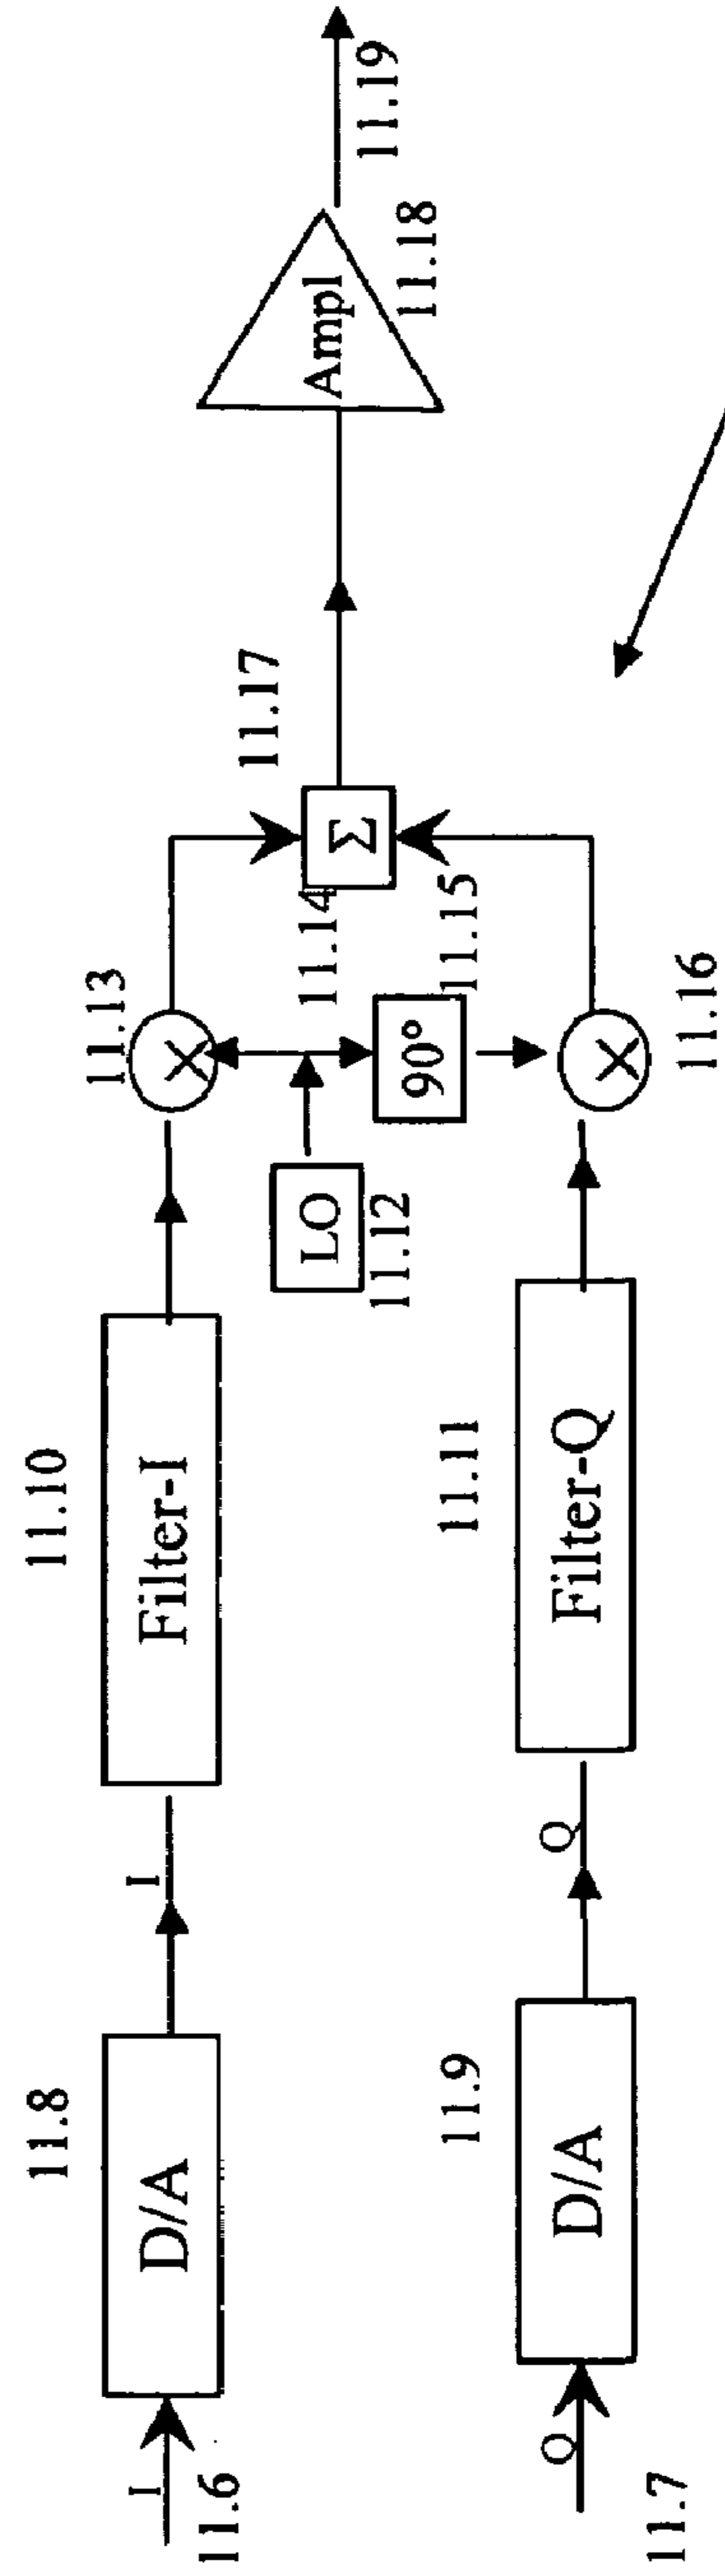 11.8
11.10
11.13
I
D/A
I
Filter-I
×
11.6
11.17
LO
11.14
Σ
Ampl
11.19
11.12
90°
11.15
11.18
11.9
11.11
Q
D/A
Q
Filter-Q
×
11.7
11.16